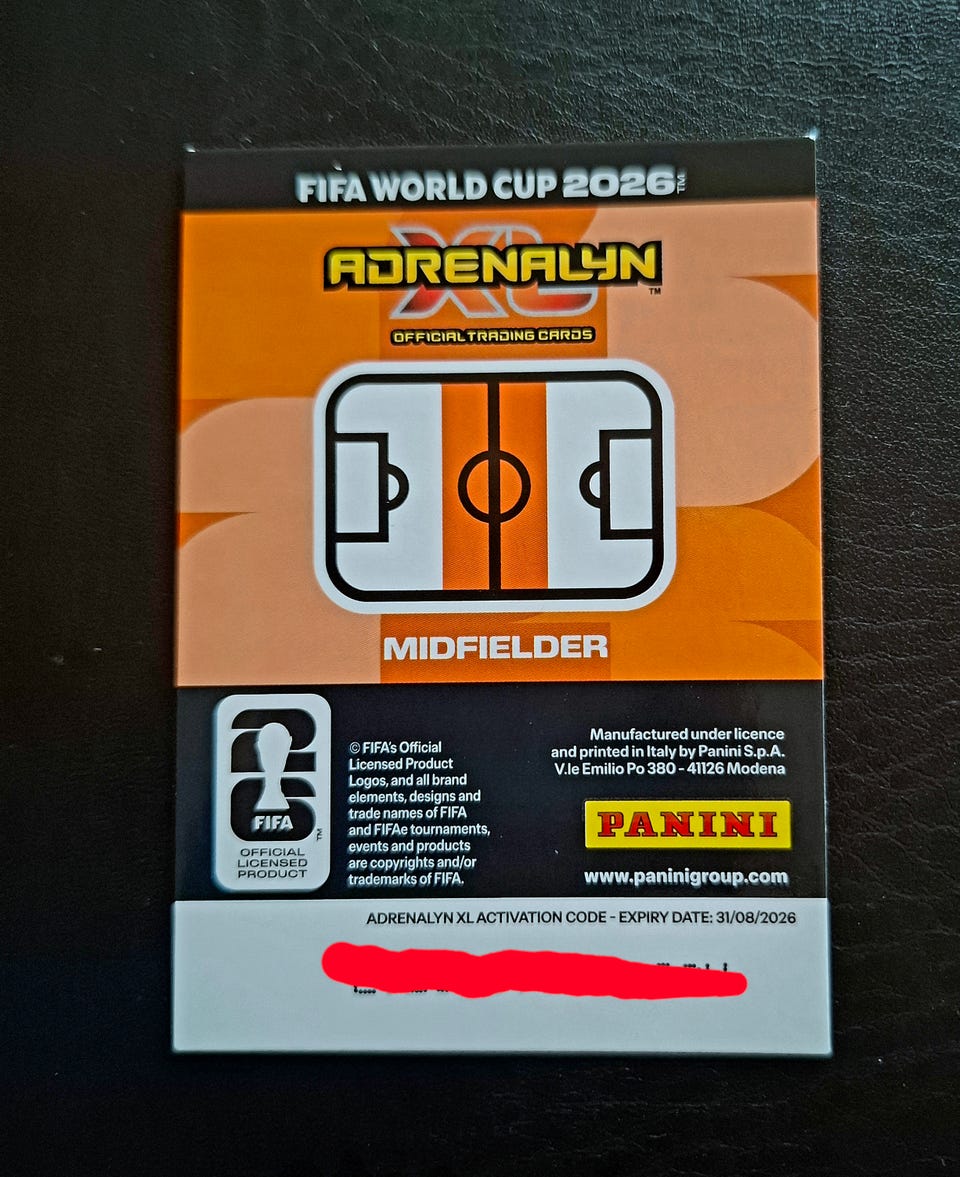 FIFA WORLD CUP 2026™
ADRENALYN XL™
OFFICIAL TRADING CARDS
MIDFIELDER
© FIFA's Official
Licensed Product
Logos, and all brand
elements, designs and
trade names of FIFA
and FIFAe tournaments,
events and products
are copyrights and/or
trademarks of FIFA.
26
FIFA
TM
OFFICIAL
LICENSED
PRODUCT
Manufactured under licence
and printed in Italy by Panini S.p.A.
V.le Emilio Po 380 - 41126 Modena
PANINI
www.paninigroup.com
ADRENALYN XL ACTIVATION CODE - EXPIRY DATE: 31/08/2026